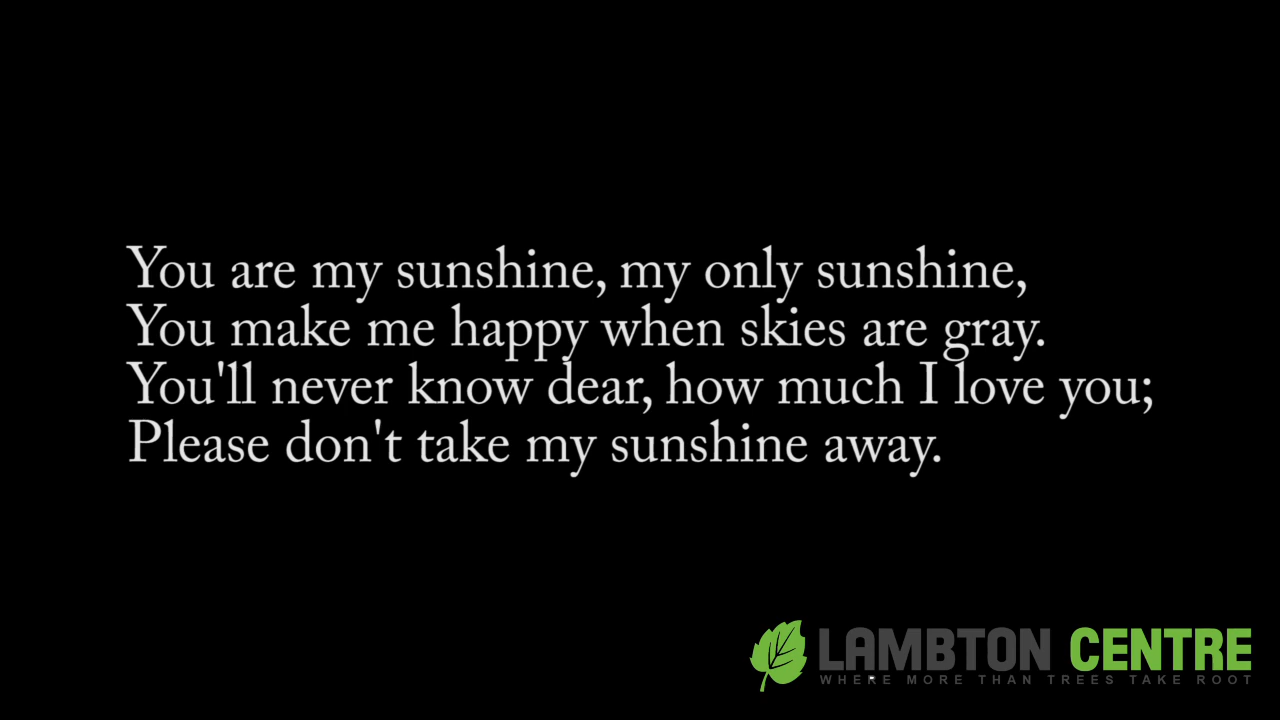 You are my sunshine, my only sunshine,
You make me happy when skies are gray.
You'll never know dear, how much I love you;
Please don't take my sunshine away.
LAMBTON CENTRE
WHERE MORE THAN TREES TAKE ROOT